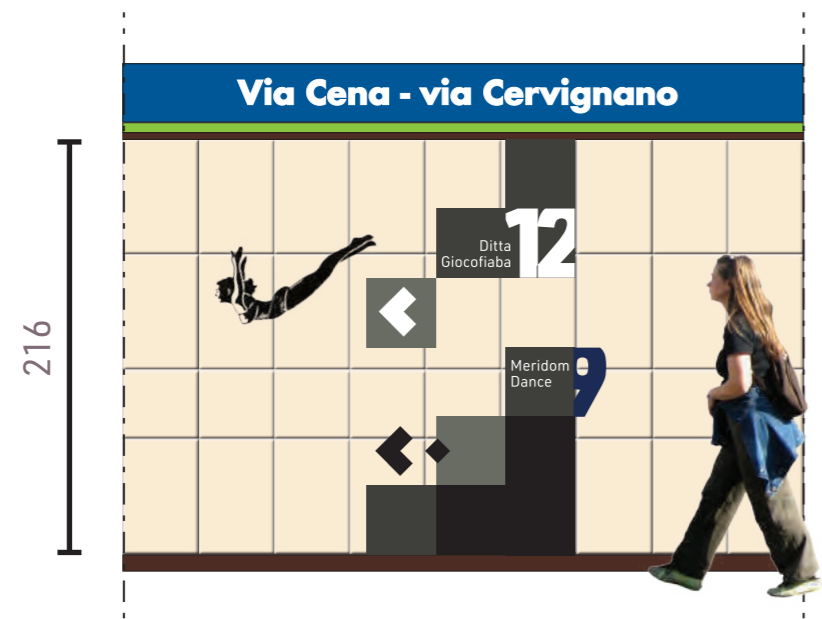 Via Cena - via Cervignano
216
12
Ditta
Giocofiaba
Meridom
Dance
9